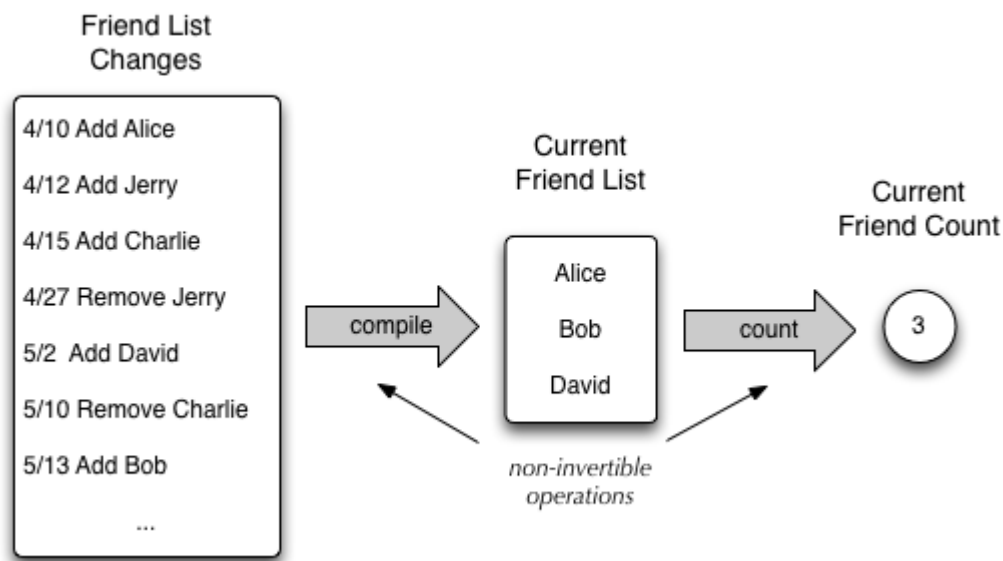 Friend List
Changes
4/10 Add Alice
4/12 Add Jerry
4/15 Add Charlie
4/27 Remove Jerry
5/2 Add David
5/10 Remove Charlie
5/13 Add Bob
...
compile
Current
Friend List
Alice
Bob
David
count
Current
Friend Count
3
non-invertible
operations